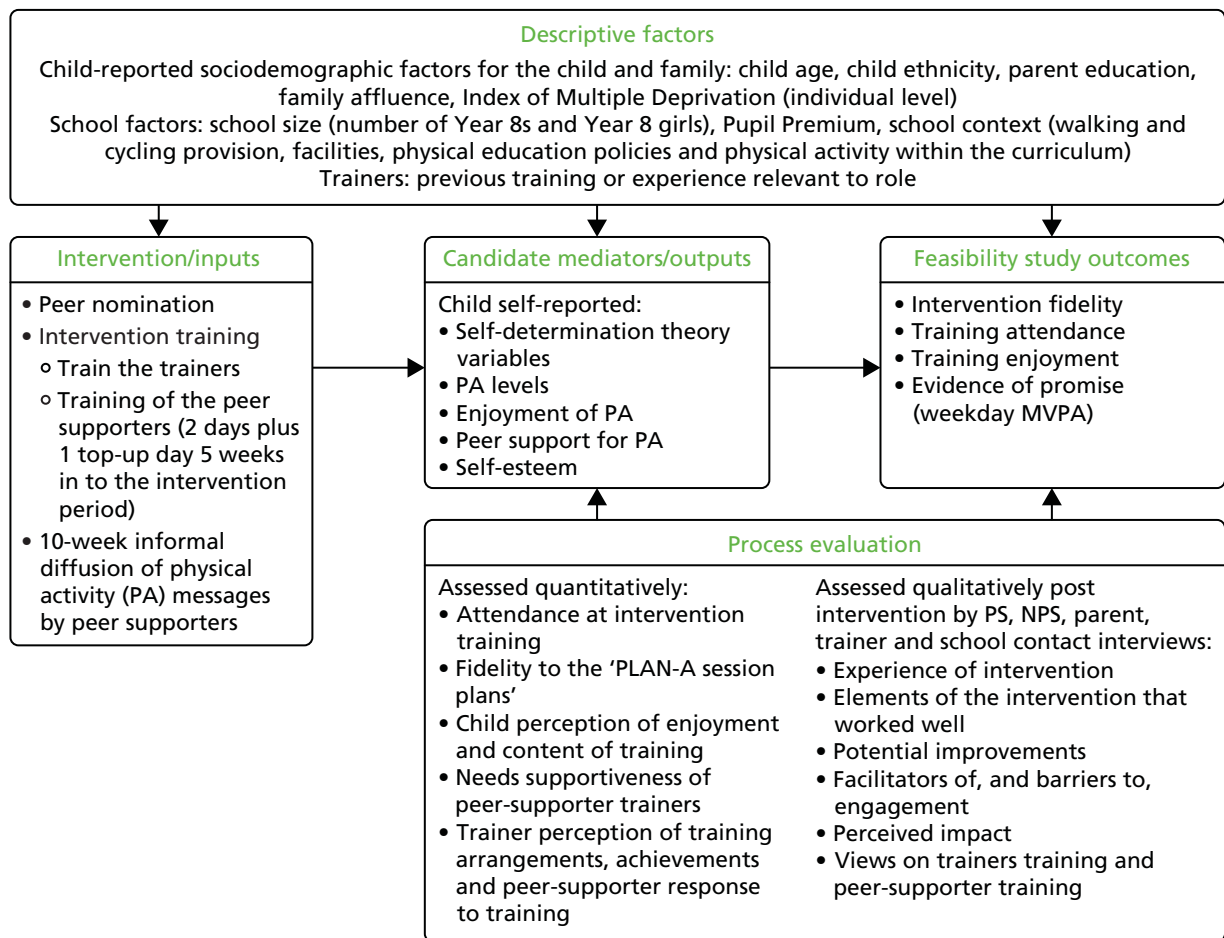 Descriptive factors
Child-reported sociodemographic factors for the child and family: child age, child ethnicity, parent education,
family affluence, Index of Multiple Deprivation (individual level)
School factors: school size (number of Year 8s and Year 8 girls), Pupil Premium, school context (walking and
cycling provision, facilities, physical education policies and physical activity within the curriculum)
Trainers: previous training or experience relevant to role
Intervention/inputs
• Peer nomination
• Intervention training
o Train the trainers
o Training of the peer
supporters (2 days plus
1 top-up day 5 weeks
in to the intervention
period)
• 10-week informal
diffusion of physical
activity (PA) messages
by peer supporters
Candidate mediators/outputs
Child self-reported:
• Self-determination theory
variables
• PA levels
• Enjoyment of PA
• Peer support for PA
• Self-esteem
Feasibility study outcomes
• Intervention fidelity
• Training attendance
• Training enjoyment
• Evidence of promise
(weekday MVPA)
Process evaluation
Assessed quantitatively:
• Attendance at intervention
training
• Fidelity to the ‘PLAN-A session
plans’
• Child perception of enjoyment
and content of training
• Needs supportiveness of
peer-supporter trainers
• Trainer perception of training
arrangements, achievements
and peer-supporter response
to training
Assessed qualitatively post
intervention by PS, NPS, parent,
trainer and school contact interviews:
• Experience of intervention
• Elements of the intervention that
worked well
• Potential improvements
• Facilitators of, and barriers to,
engagement
• Perceived impact
• Views on trainers training and
peer-supporter training